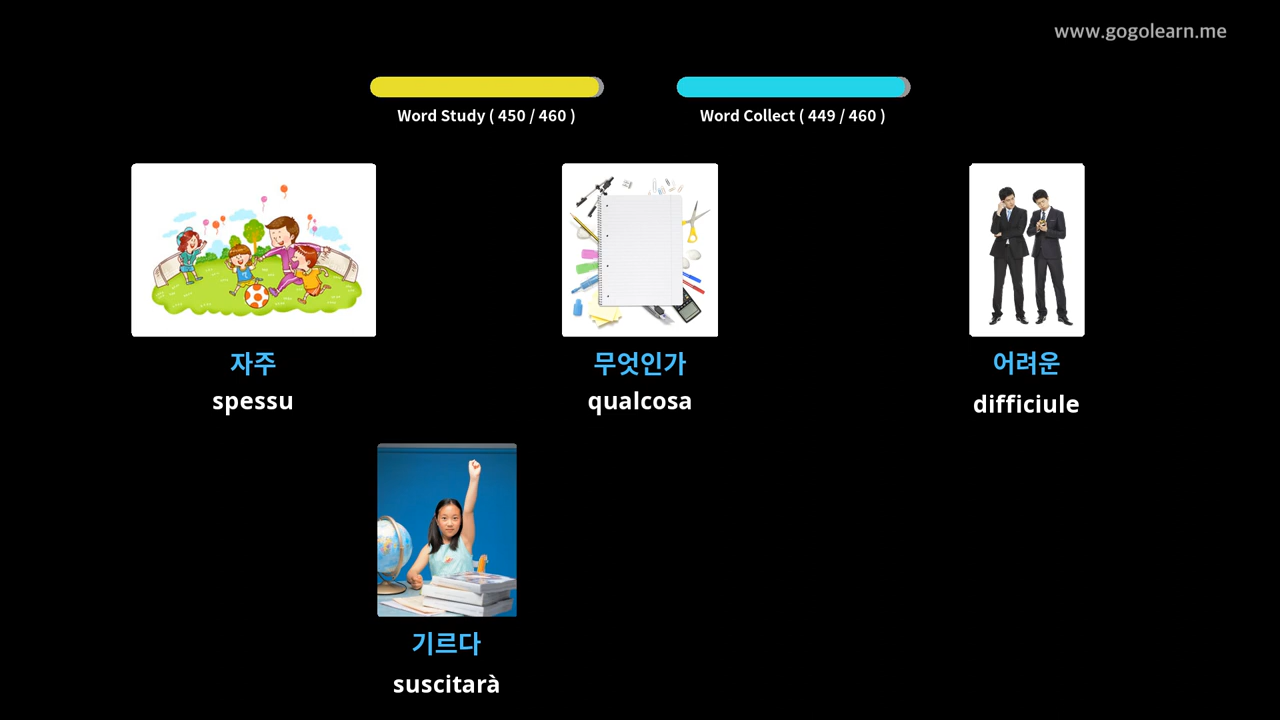 www.gogolearn.me
Word Study ( 450 / 460 )
Word Collect ( 449 / 460 )
자주
spessu
무엇인가
qualcosa
어려운
difficiule
기르다
suscitarà